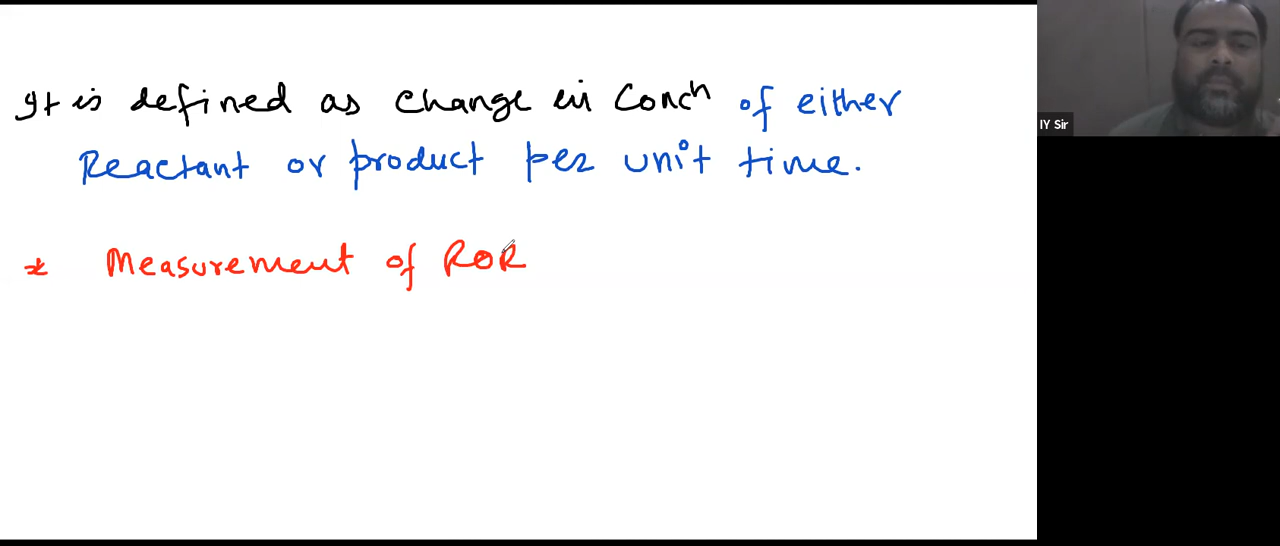 It is defined as change in Concn of either
Reactant or product per unit time.
* Measurement of ROR
IY Sir